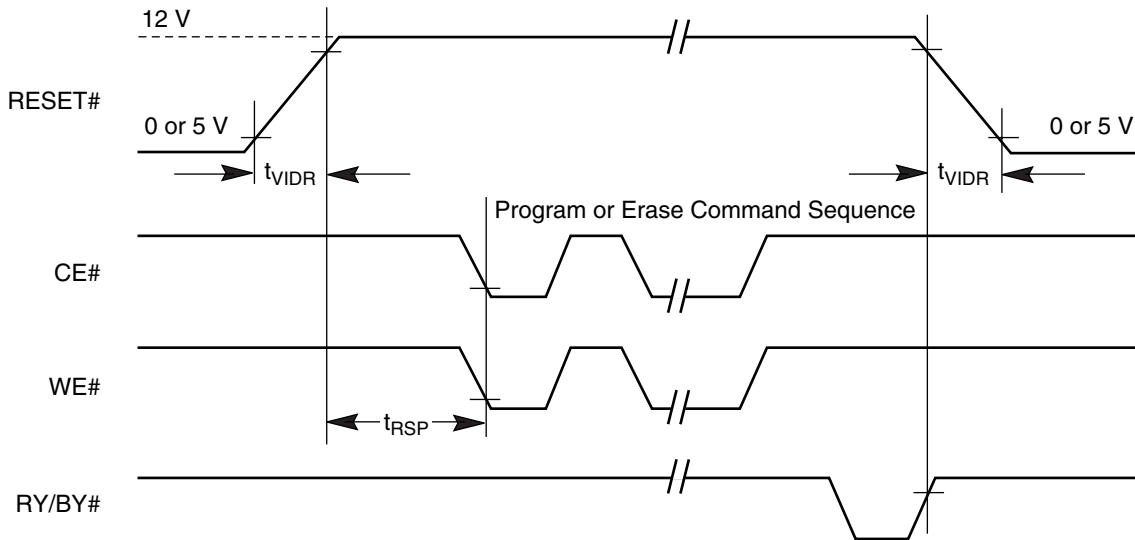 12 V
RESET#
0 or 5 V
0 or 5 V
tVIDR
tVIDR
Program or Erase Command Sequence
CE#
WE#
tRSP
RY/BY#